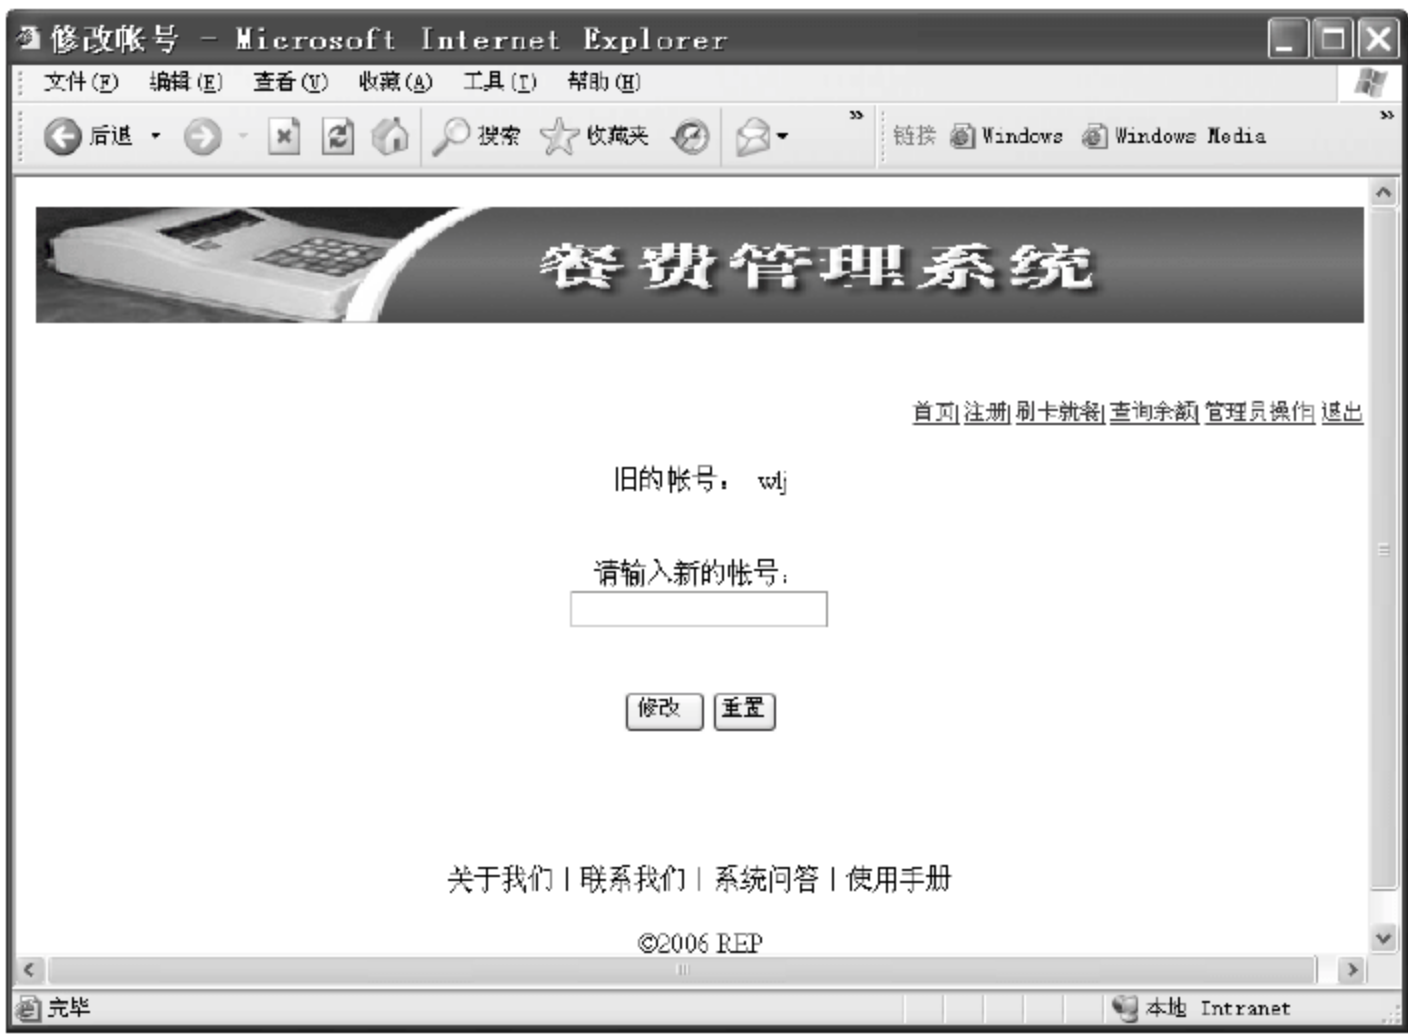 修改帐号 - Microsoft Internet Explorer
文件(F) 编辑(E) 查看(V) 收藏(A) 工具(T) 帮助(H)
后退 搜索 收藏夹 » 链接 Windows Windows Media »
餐费管理系统
首页| 注册| 刷卡就餐| 查询余额| 管理员操作| 退出
旧的帐号： wlj
请输入新的帐号：
修改 重置
关于我们 | 联系我们 | 系统问答 | 使用手册
©2006 REP
完毕 本地 Intranet